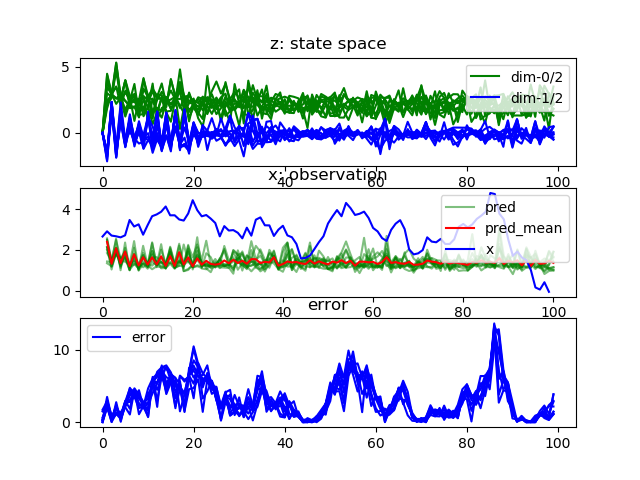 z: state space
5
0
dim-0/2
dim-1/2
0 20 40 60 80 100
x: observation
4
2
0
pred
pred_mean
x
0 20 40 60 80 100
error
10
0
error
0 20 40 60 80 100